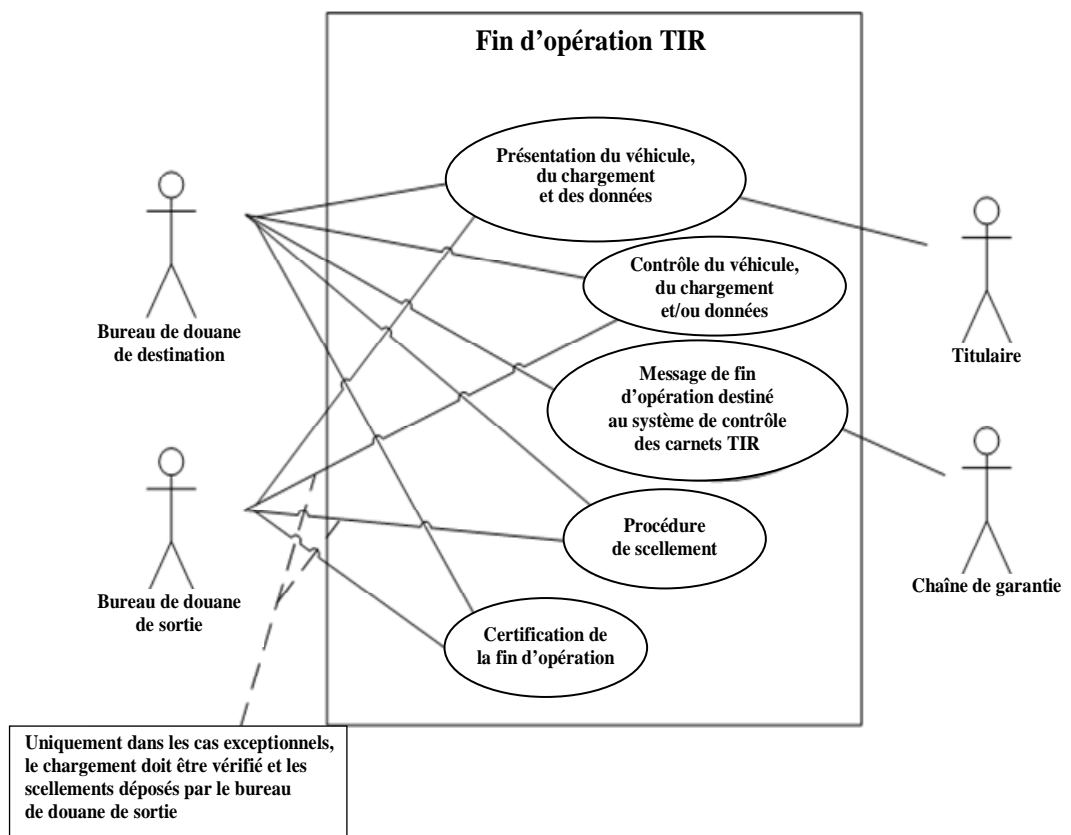 Fin d’opération TIR
Présentation du véhicule,
du chargement
et des données
Bureau de douane
de destination
Contrôle du véhicule,
du chargement
et/ou données
Titulaire
Message de fin
d’opération destiné
au système de contrôle
des carnets TIR
Bureau de douane
de sortie
Procédure
de scellement
Chaîne de garantie
Certification de
la fin d’opération
Uniquement dans les cas exceptionnels,
le chargement doit être vérifié et les
scellements déposés par le bureau
de douane de sortie